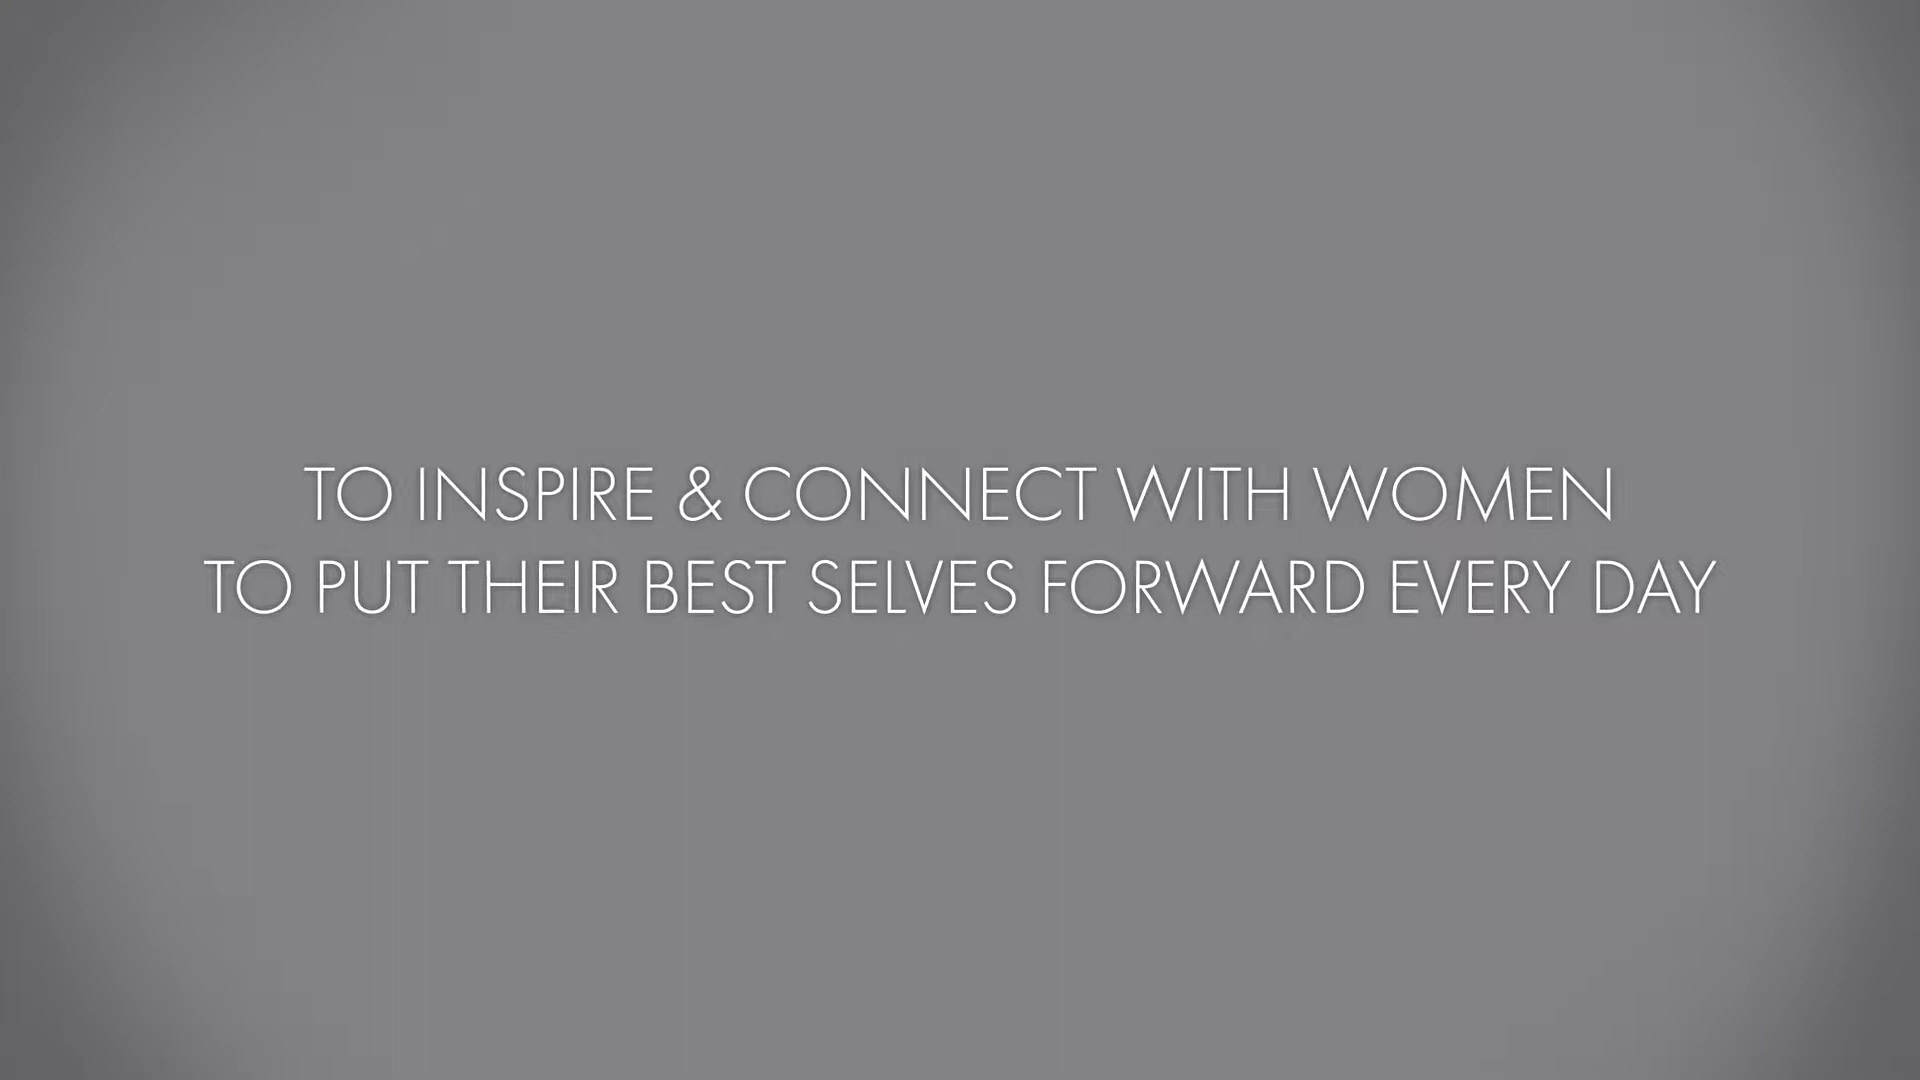 TO INSPIRE & CONNECT WITH WOMEN
TO PUT THEIR BEST SELVES FORWARD EVERY DAY